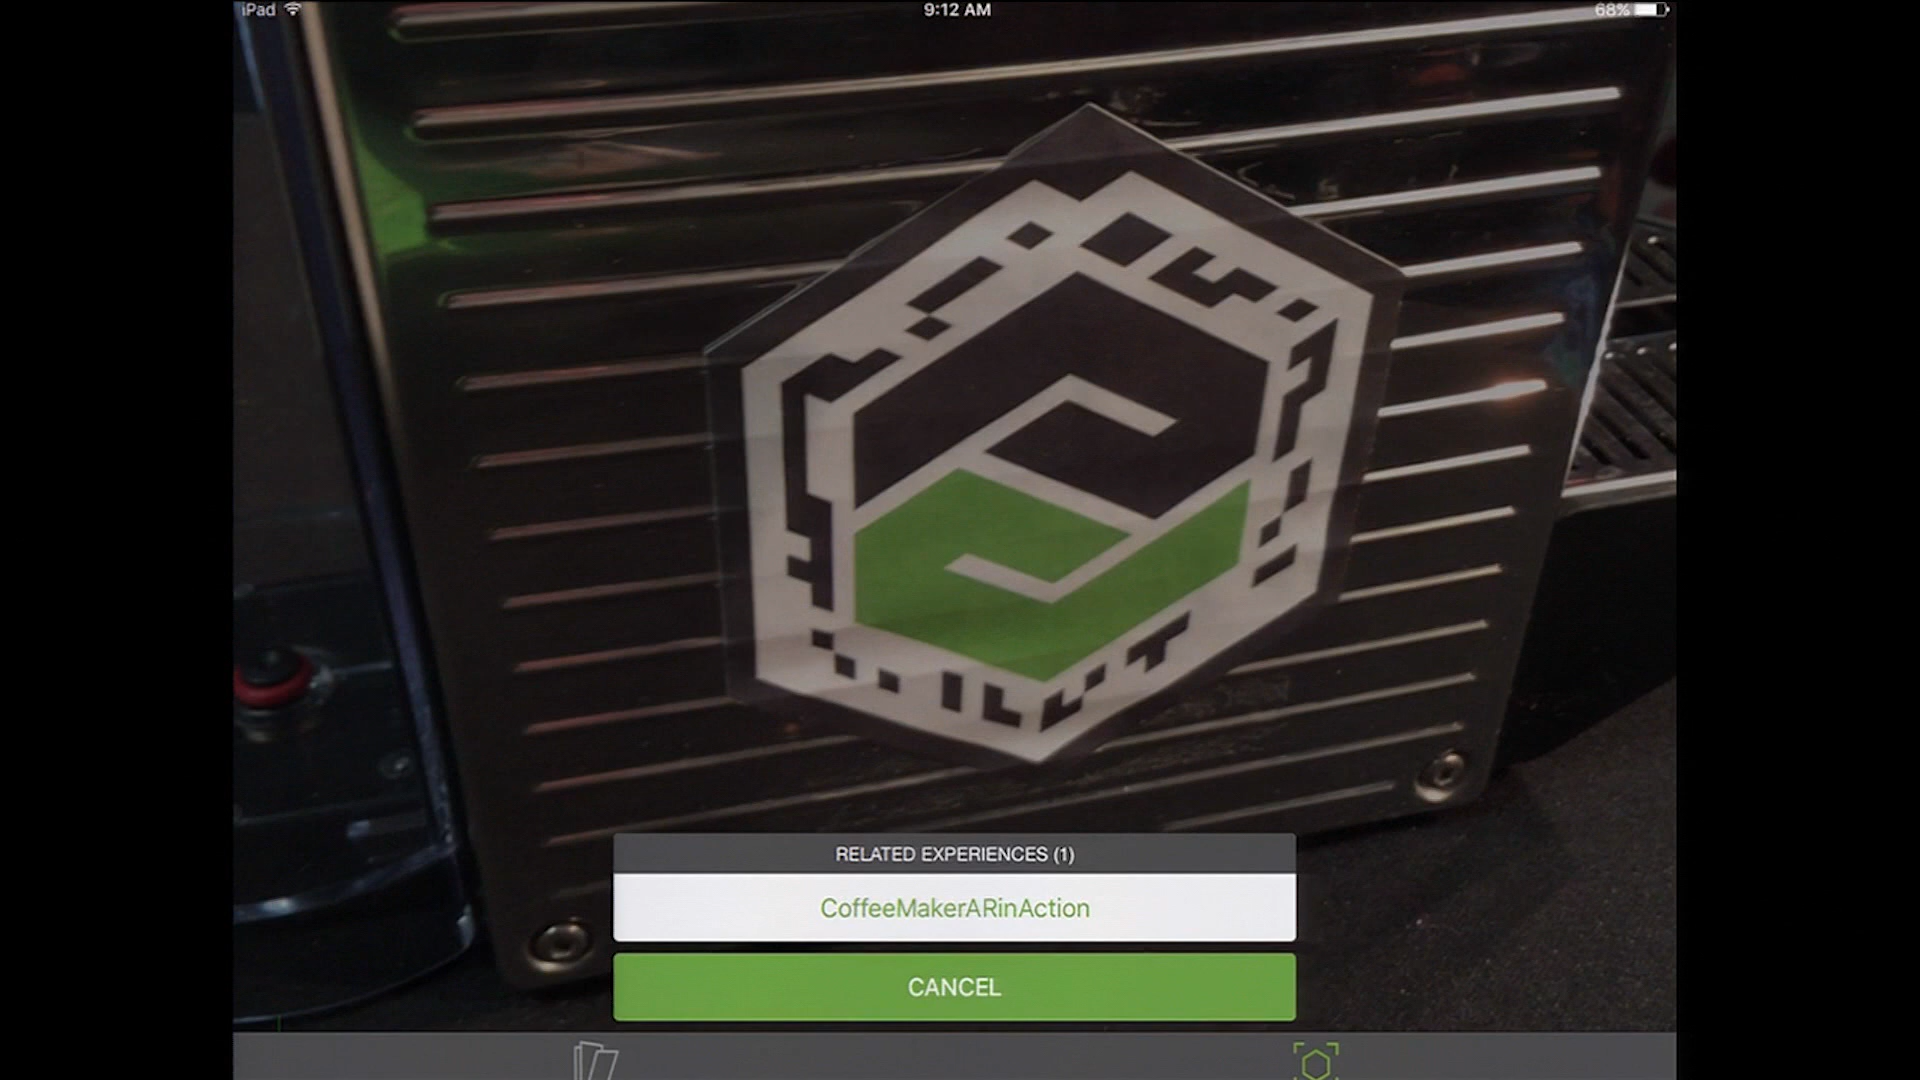 iPad
9:12 AM
68%
RELATED EXPERIENCES (1)
CoffeeMakerARinAction
CANCEL